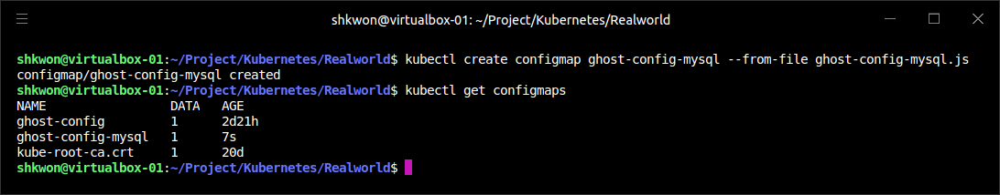 shkwon@virtualbox-01: ~/Project/Kubernetes/Realworld
shkwon@virtualbox-01:~/Project/Kubernetes/Realworld$ kubectl create configmap ghost-config-mysql --from-file ghost-config-mysql.js
configmap/ghost-config-mysql created
shkwon@virtualbox-01:~/Project/Kubernetes/Realworld$ kubectl get configmaps
NAME                 DATA   AGE
ghost-config         1      2d21h
ghost-config-mysql   1      7s
kube-root-ca.crt     1      20d
shkwon@virtualbox-01:~/Project/Kubernetes/Realworld$